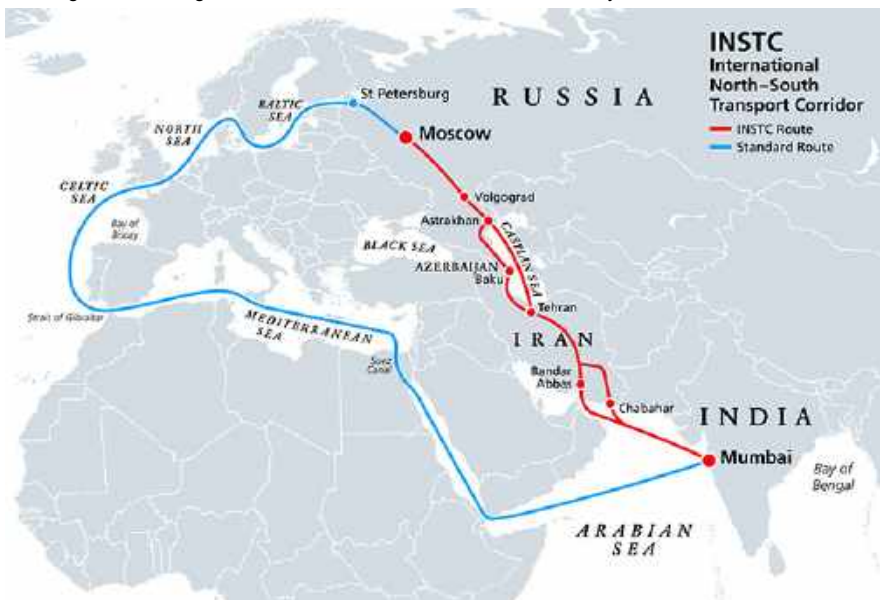 INSTC
International
North–South
Transport Corridor
INSTC Route
Standard Route
RUSSIA
St Petersburg
BALTIC
SEA
NORTH
SEA
Moscow
CELTIC
SEA
Volgograd
Bay of
Biscay
Astrakhan
CASPIAN SEA
BLACK SEA
AZERBAIJAN
Baku
Tehran
Strait of Gibraltar
MEDITERRANEAN
SEA
IRAN
Suez
Canal
Bandar
Abbas
Chabahar
INDIA
Mumbai
Bay of
Bengal
ARABIAN
SEA